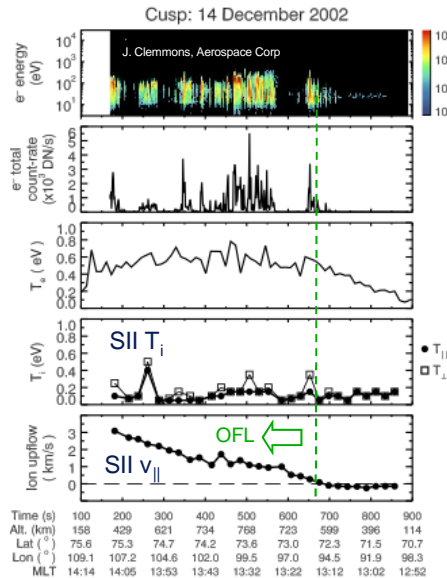 Cusp: 14 December 2002
J. Clemmons, Aerospace Corp
e⁻ energy
(eV)
10⁴
10³
10²
10¹
e⁻ total
count-rate
(x10³ DN/s)
6
5
4
3
2
1
0
Tₑ (eV)
1.0
0.8
0.6
0.4
0.2
0.0
SII Tᵢ
Tᵢ (eV)
1.0
0.8
0.6
0.4
0.2
0.0
T||
T⊥
Ion upflow
km/s
3
2
1
0
OFL
SII v||
Time (s) 100 200 300 400 500 600 700 800 900
Alt. (km) 158 429 621 734 768 723 599 396 114
Lat (°) 75.6 75.3 74.7 74.2 73.6 73.0 72.3 71.5 70.7
Lon (°) 109.1 107.2 104.6 102.0 99.5 97.0 94.5 91.9 98.3
MLT 14:14 14:05 13:53 13:43 13:32 13:22 13:12 13:02 12:52